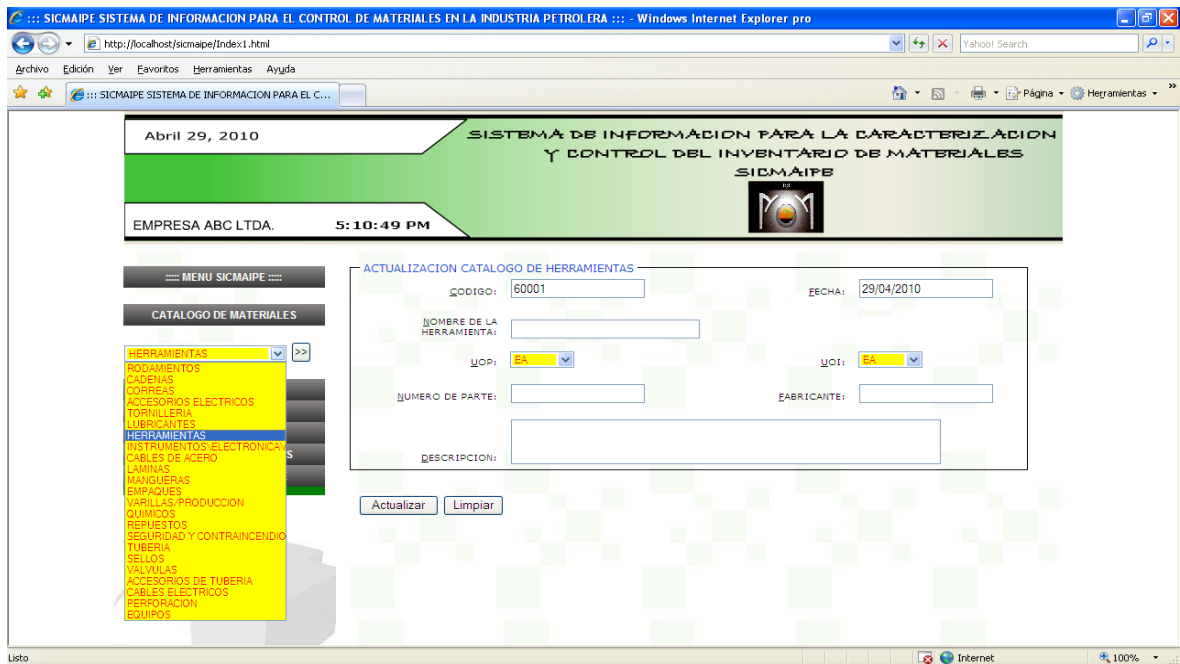 ::: SICMAIPE SISTEMA DE INFORMACION PARA EL CONTROL DE MATERIALES EN LA INDUSTRIA PETROLERA ::: - Windows Internet Explorer pro
http://localhost/sicmaipe/Index1.html
Yahoo! Search
Archivo Edición Ver Favoritos Herramientas Ayuda
::: SICMAIPE SISTEMA DE INFORMACION PARA EL C...
Página Herramientas »
Abril 29, 2010
SISTEMA DE INFORMACION PARA LA CARACTERIZACION
Y CONTROL DEL INVENTARIO DE MATERIALES
SICMAIPE
EMPRESA ABC LTDA. 5:10:49 PM
::::: MENU SICMAIPE :::::
CATALOGO DE MATERIALES
HERRAMIENTAS >>
RODAMIENTOS
CADENAS
CORREAS
ACCESORIOS ELECTRICOS
TORNILLERIA
LUBRICANTES
HERRAMIENTAS
INSTRUMENTOS\ELECTRONICA\
CABLES DE ACERO
S
LAMINAS
MANGUERAS
EMPAQUES
VARILLAS/PRODUCCION
QUIMICOS
REPUESTOS
SEGURIDAD Y CONTRAINCENDIO
TUBERIA
SELLOS
VALVULAS
ACCESORIOS DE TUBERIA
CABLES ELECTRICOS
PERFORACION
EQUIPOS
ACTUALIZACION CATALOGO DE HERRAMIENTAS
CODIGO: 60001 FECHA: 29/04/2010
NOMBRE DE LA
HERRAMIENTA:
UOP: EA UOI: EA
NUMERO DE PARTE: FABRICANTE:
DESCRIPCION:
Actualizar Limpiar
Listo Internet 100%